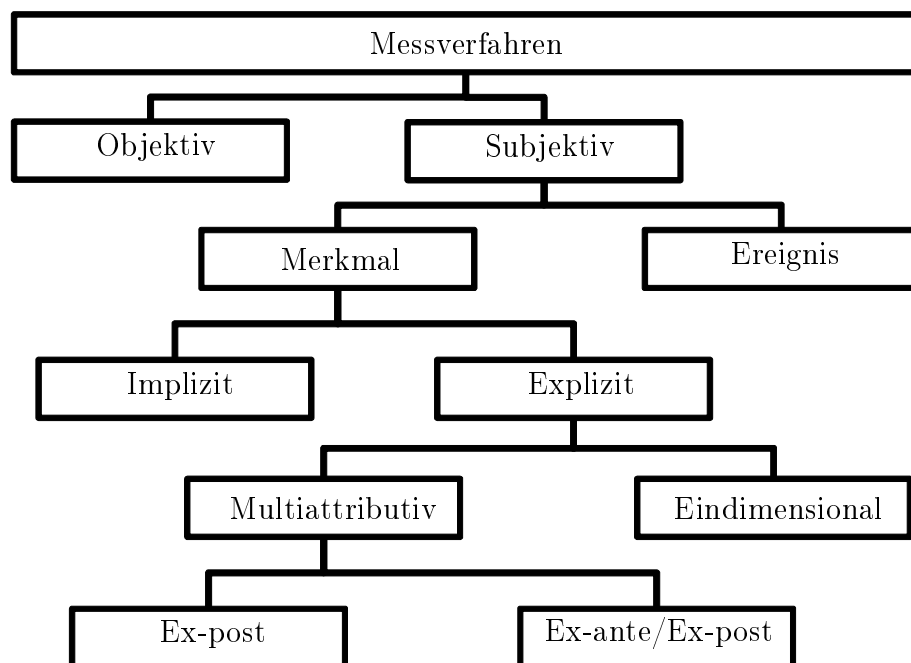 Messverfahren
Objektiv
Subjektiv
Merkmal
Ereignis
Implizit
Explizit
Multiattributiv
Eindimensional
Ex-post
Ex-ante/Ex-post